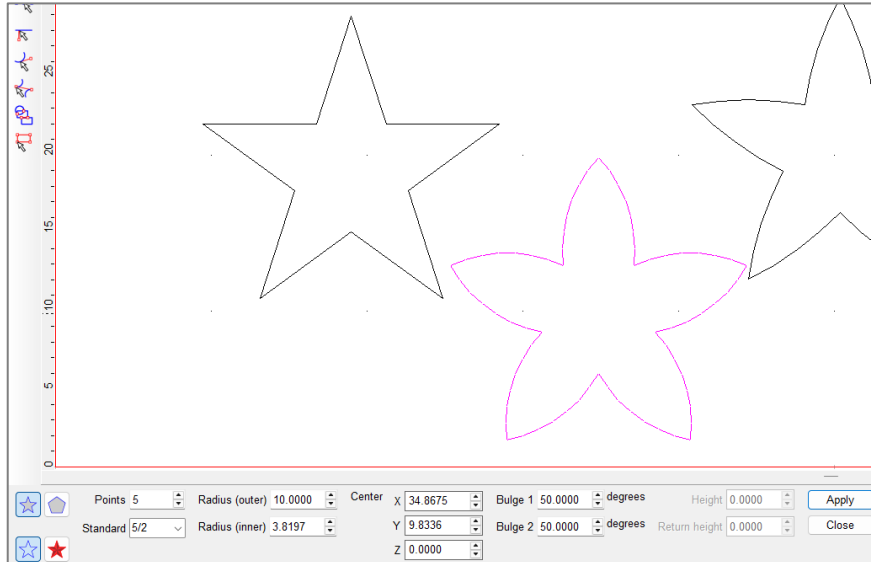 25
20
15
10
5
0
Points 5 Radius (outer) 10.0000 Center X 34.8675 Bulge 1 50.0000 degrees Height 0.0000 Apply
Standard 5/2 Radius (inner) 3.8197 Y 9.8336 Bulge 2 50.0000 degrees Return height 0.0000 Close
Z 0.0000